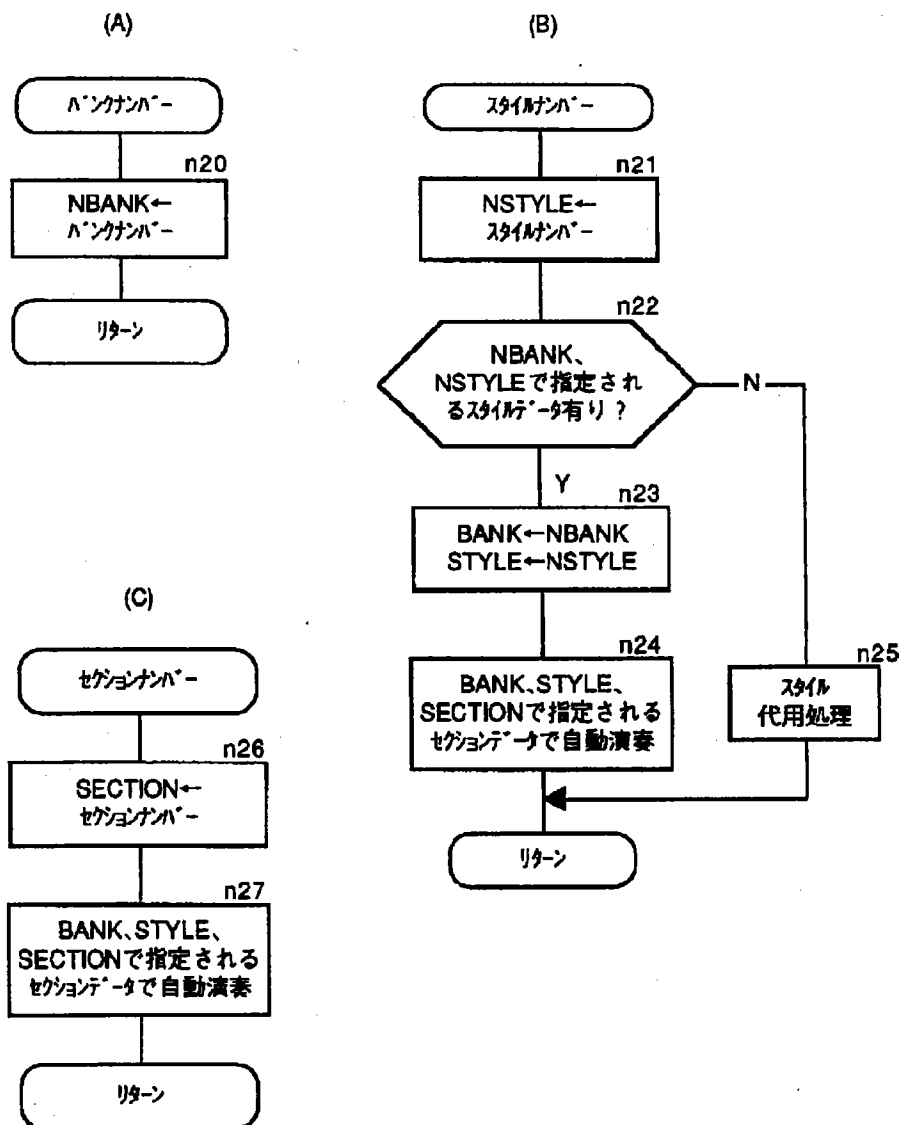 (A)
バンクナンバー
n20
NBANK←
バンクナンバー
リターン
(B)
スタイルナンバー
n21
NSTYLE←
スタイルナンバー
n22
NBANK、
NSTYLEで指定され
るスタイルデータ有り？
N
Y
n23
BANK←NBANK
STYLE←NSTYLE
n24
BANK、STYLE、
SECTIONで指定される
セクションデータで自動演奏
n25
スタイル
代用処理
リターン
(C)
セクションナンバー
n26
SECTION←
セクションナンバー
n27
BANK、STYLE、
SECTIONで指定される
セクションデータで自動演奏
リターン